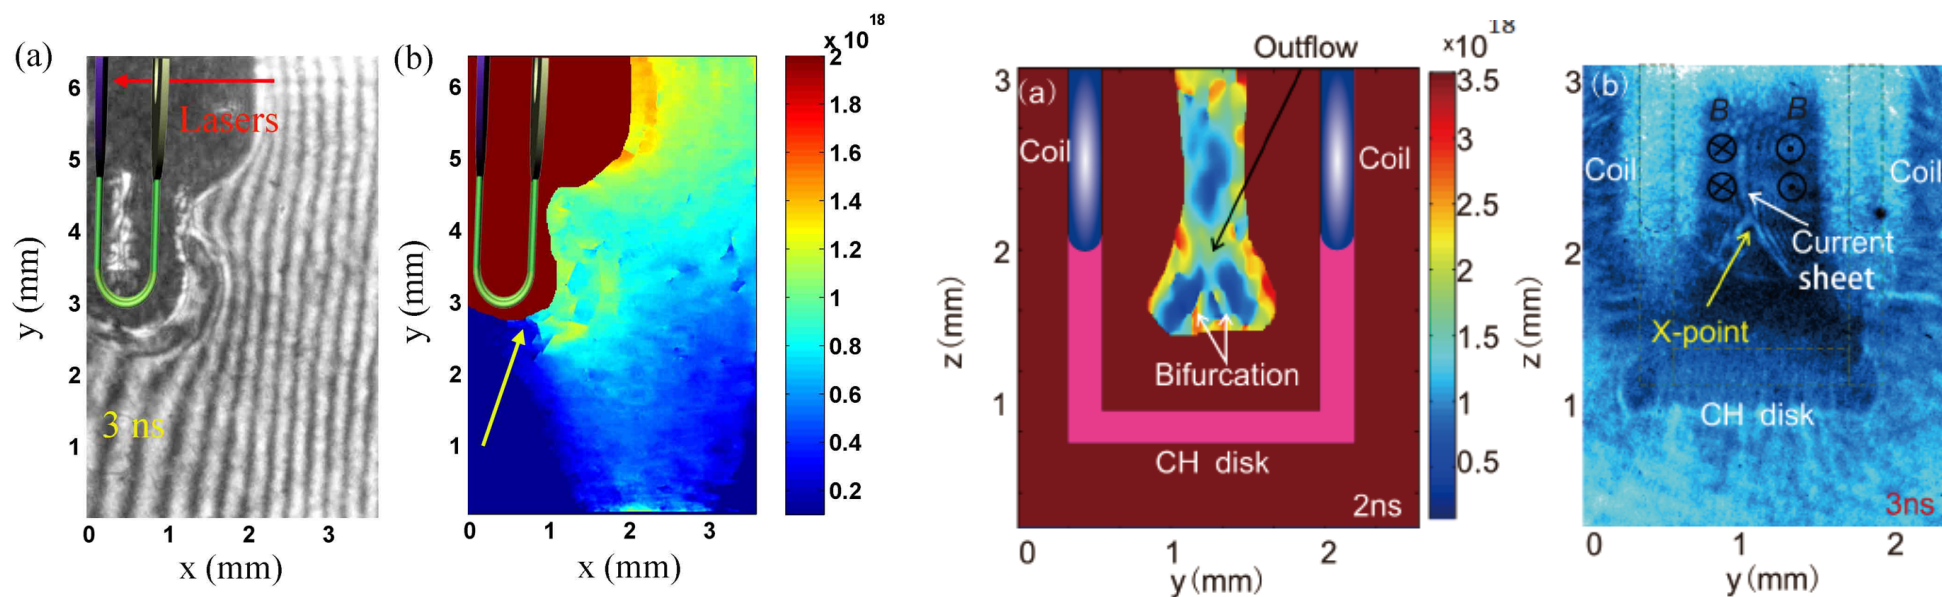 (a)
Lasers
3 ns
6
5
4
3
2
1
y (mm)
0 1 2 3
x (mm)
(b)
6
5
4
3
2
1
y (mm)
0 1 2 3
x (mm)
x 10 18
2
1.8
1.6
1.4
1.2
1
0.8
0.6
0.4
0.2
Outflow
(a)
Coil
Coil
Bifurcation
CH disk
2ns
3
2
1
z (mm)
0 1 2
y (mm)
×10 18
3.5
3
2.5
2
1.5
1
0.5
(b)
B B
Coil
Coil
Current
sheet
X-point
CH disk
3ns
3
2
1
z (mm)
0 1 2
y (mm)